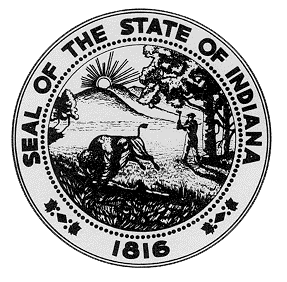 SEAL OF THE STATE OF INDIANA
1816